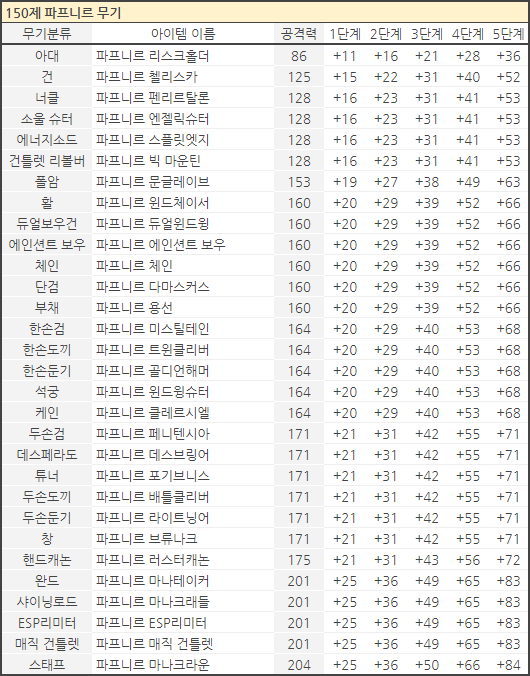 150제 파프니르 무기
무기분류 아이템 이름 공격력 1단계 2단계 3단계 4단계 5단계
아대 파프니르 리스크홀더 86 +11 +16 +21 +28 +36
건 파프니르 첼리스카 125 +15 +22 +31 +40 +52
너클 파프니르 펜리르탈론 128 +16 +23 +31 +41 +53
소울 슈터 파프니르 엔젤릭슈터 128 +16 +23 +31 +41 +53
에너지소드 파프니르 스플릿엣지 128 +16 +23 +31 +41 +53
건틀렛 리볼버 파프니르 빅 마운틴 128 +16 +23 +31 +41 +53
폴암 파프니르 문글레이브 153 +19 +27 +38 +49 +63
활 파프니르 윈드체이서 160 +20 +29 +39 +52 +66
듀얼보우건 파프니르 듀얼윈드윙 160 +20 +29 +39 +52 +66
에인션트 보우 파프니르 에인션트 보우 160 +20 +29 +39 +52 +66
체인 파프니르 체인 160 +20 +29 +39 +52 +66
단검 파프니르 다마스커스 160 +20 +29 +39 +52 +66
부채 파프니르 용선 160 +20 +29 +39 +52 +66
한손검 파프니르 미스틸테인 164 +20 +29 +40 +53 +68
한손도끼 파프니르 트윈클리버 164 +20 +29 +40 +53 +68
한손둔기 파프니르 골디언해머 164 +20 +29 +40 +53 +68
석궁 파프니르 윈드윙슈터 164 +20 +29 +40 +53 +68
케인 파프니르 클레르시엘 164 +20 +29 +40 +53 +68
두손검 파프니르 페니텐시아 171 +21 +31 +42 +55 +71
데스페라도 파프니르 데스브링어 171 +21 +31 +42 +55 +71
튜너 파프니르 포기브니스 171 +21 +31 +42 +55 +71
두손도끼 파프니르 배틀클리버 171 +21 +31 +42 +55 +71
두손둔기 파프니르 라이트닝어 171 +21 +31 +42 +55 +71
창 파프니르 브류나크 171 +21 +31 +42 +55 +71
핸드캐논 파프니르 러스터캐논 175 +21 +31 +43 +56 +72
완드 파프니르 마나테이커 201 +25 +36 +49 +65 +83
샤이닝로드 파프니르 마나크래들 201 +25 +36 +49 +65 +83
ESP리미터 파프니르 ESP리미터 201 +25 +36 +49 +65 +83
매직 건틀렛 파프니르 매직 건틀렛 201 +25 +36 +49 +65 +83
스태프 파프니르 마나크라운 204 +25 +36 +50 +66 +84